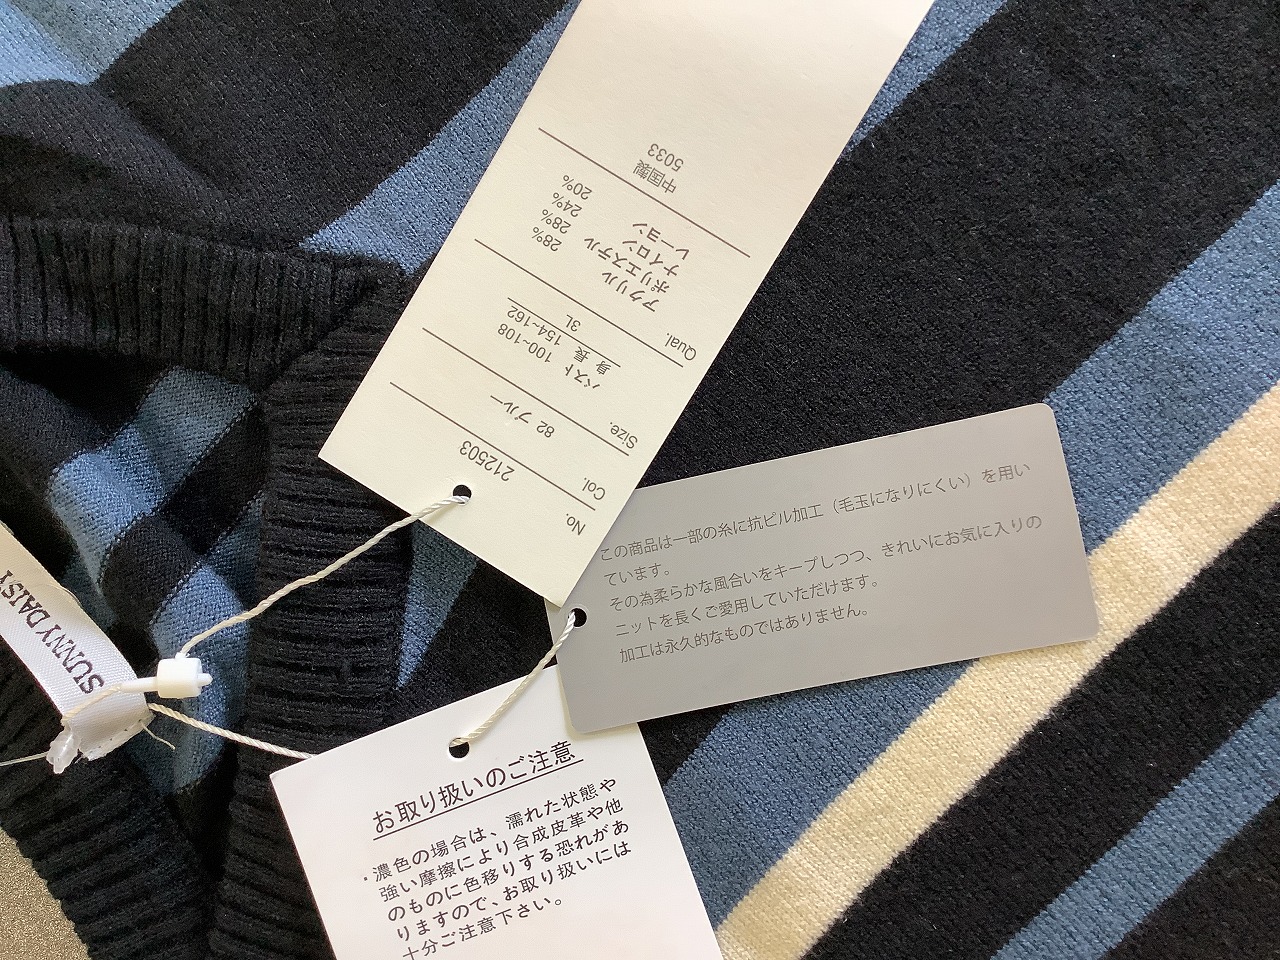 No. 212503
Col. 82 ブルー
Size. バスト 100~108
身 長 154~162
3L
Qual.
アクリル 28%
ポリエステル 28%
ナイロン 24%
レーヨン 20%
中国製
5033
この商品は一部の糸に抗ピル加工（毛玉になりにくい）を用い
ています。
その為柔らかな風合いをキープしつつ、きれいにお気に入りの
ニットを長くご愛用していただけます。
加工は永久的なものではありません。
お取り扱いのご注意
・濃色の場合は、濡れた状態や
強い摩擦により合成皮革や他
のものに色移りする恐れがあ
りますので、お取り扱いには
十分ご注意下さい。
SUNNY DAISY